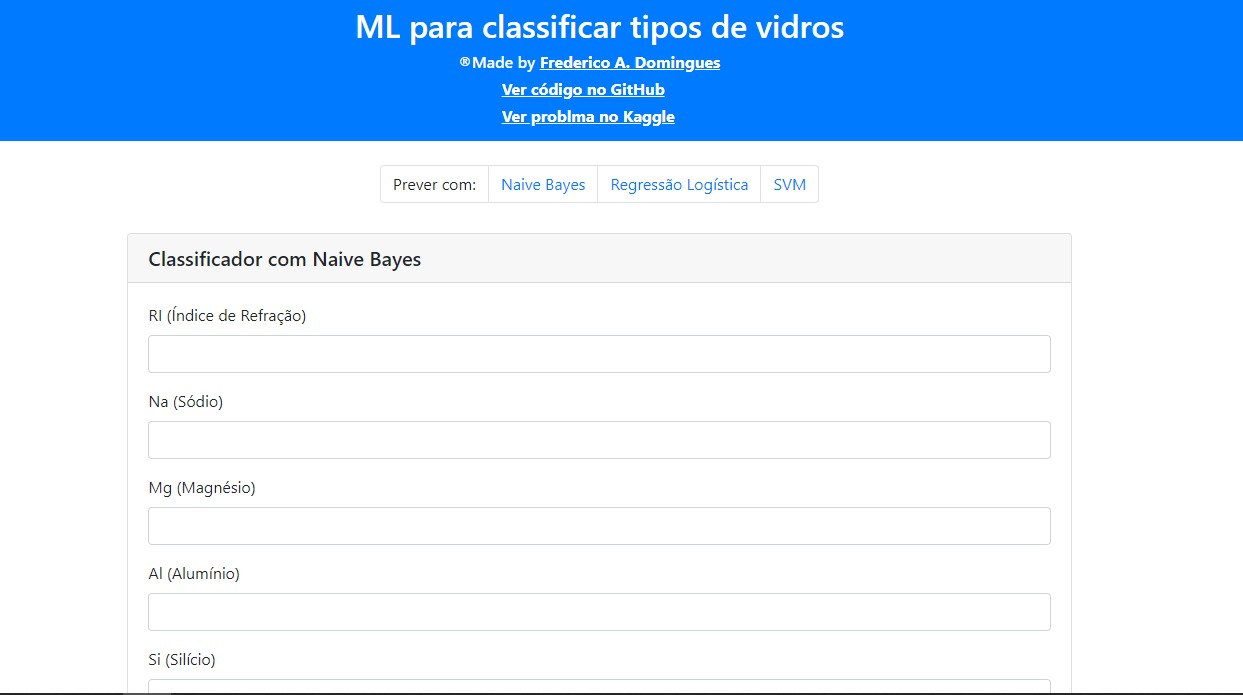 ML para classificar tipos de vidros
®Made by Frederico A. Domingues
Ver código no GitHub
Ver problma no Kaggle
Prever com: Naive Bayes Regressão Logística SVM
Classificador com Naive Bayes
RI (Índice de Refração)
Na (Sódio)
Mg (Magnésio)
Al (Alumínio)
Si (Silício)